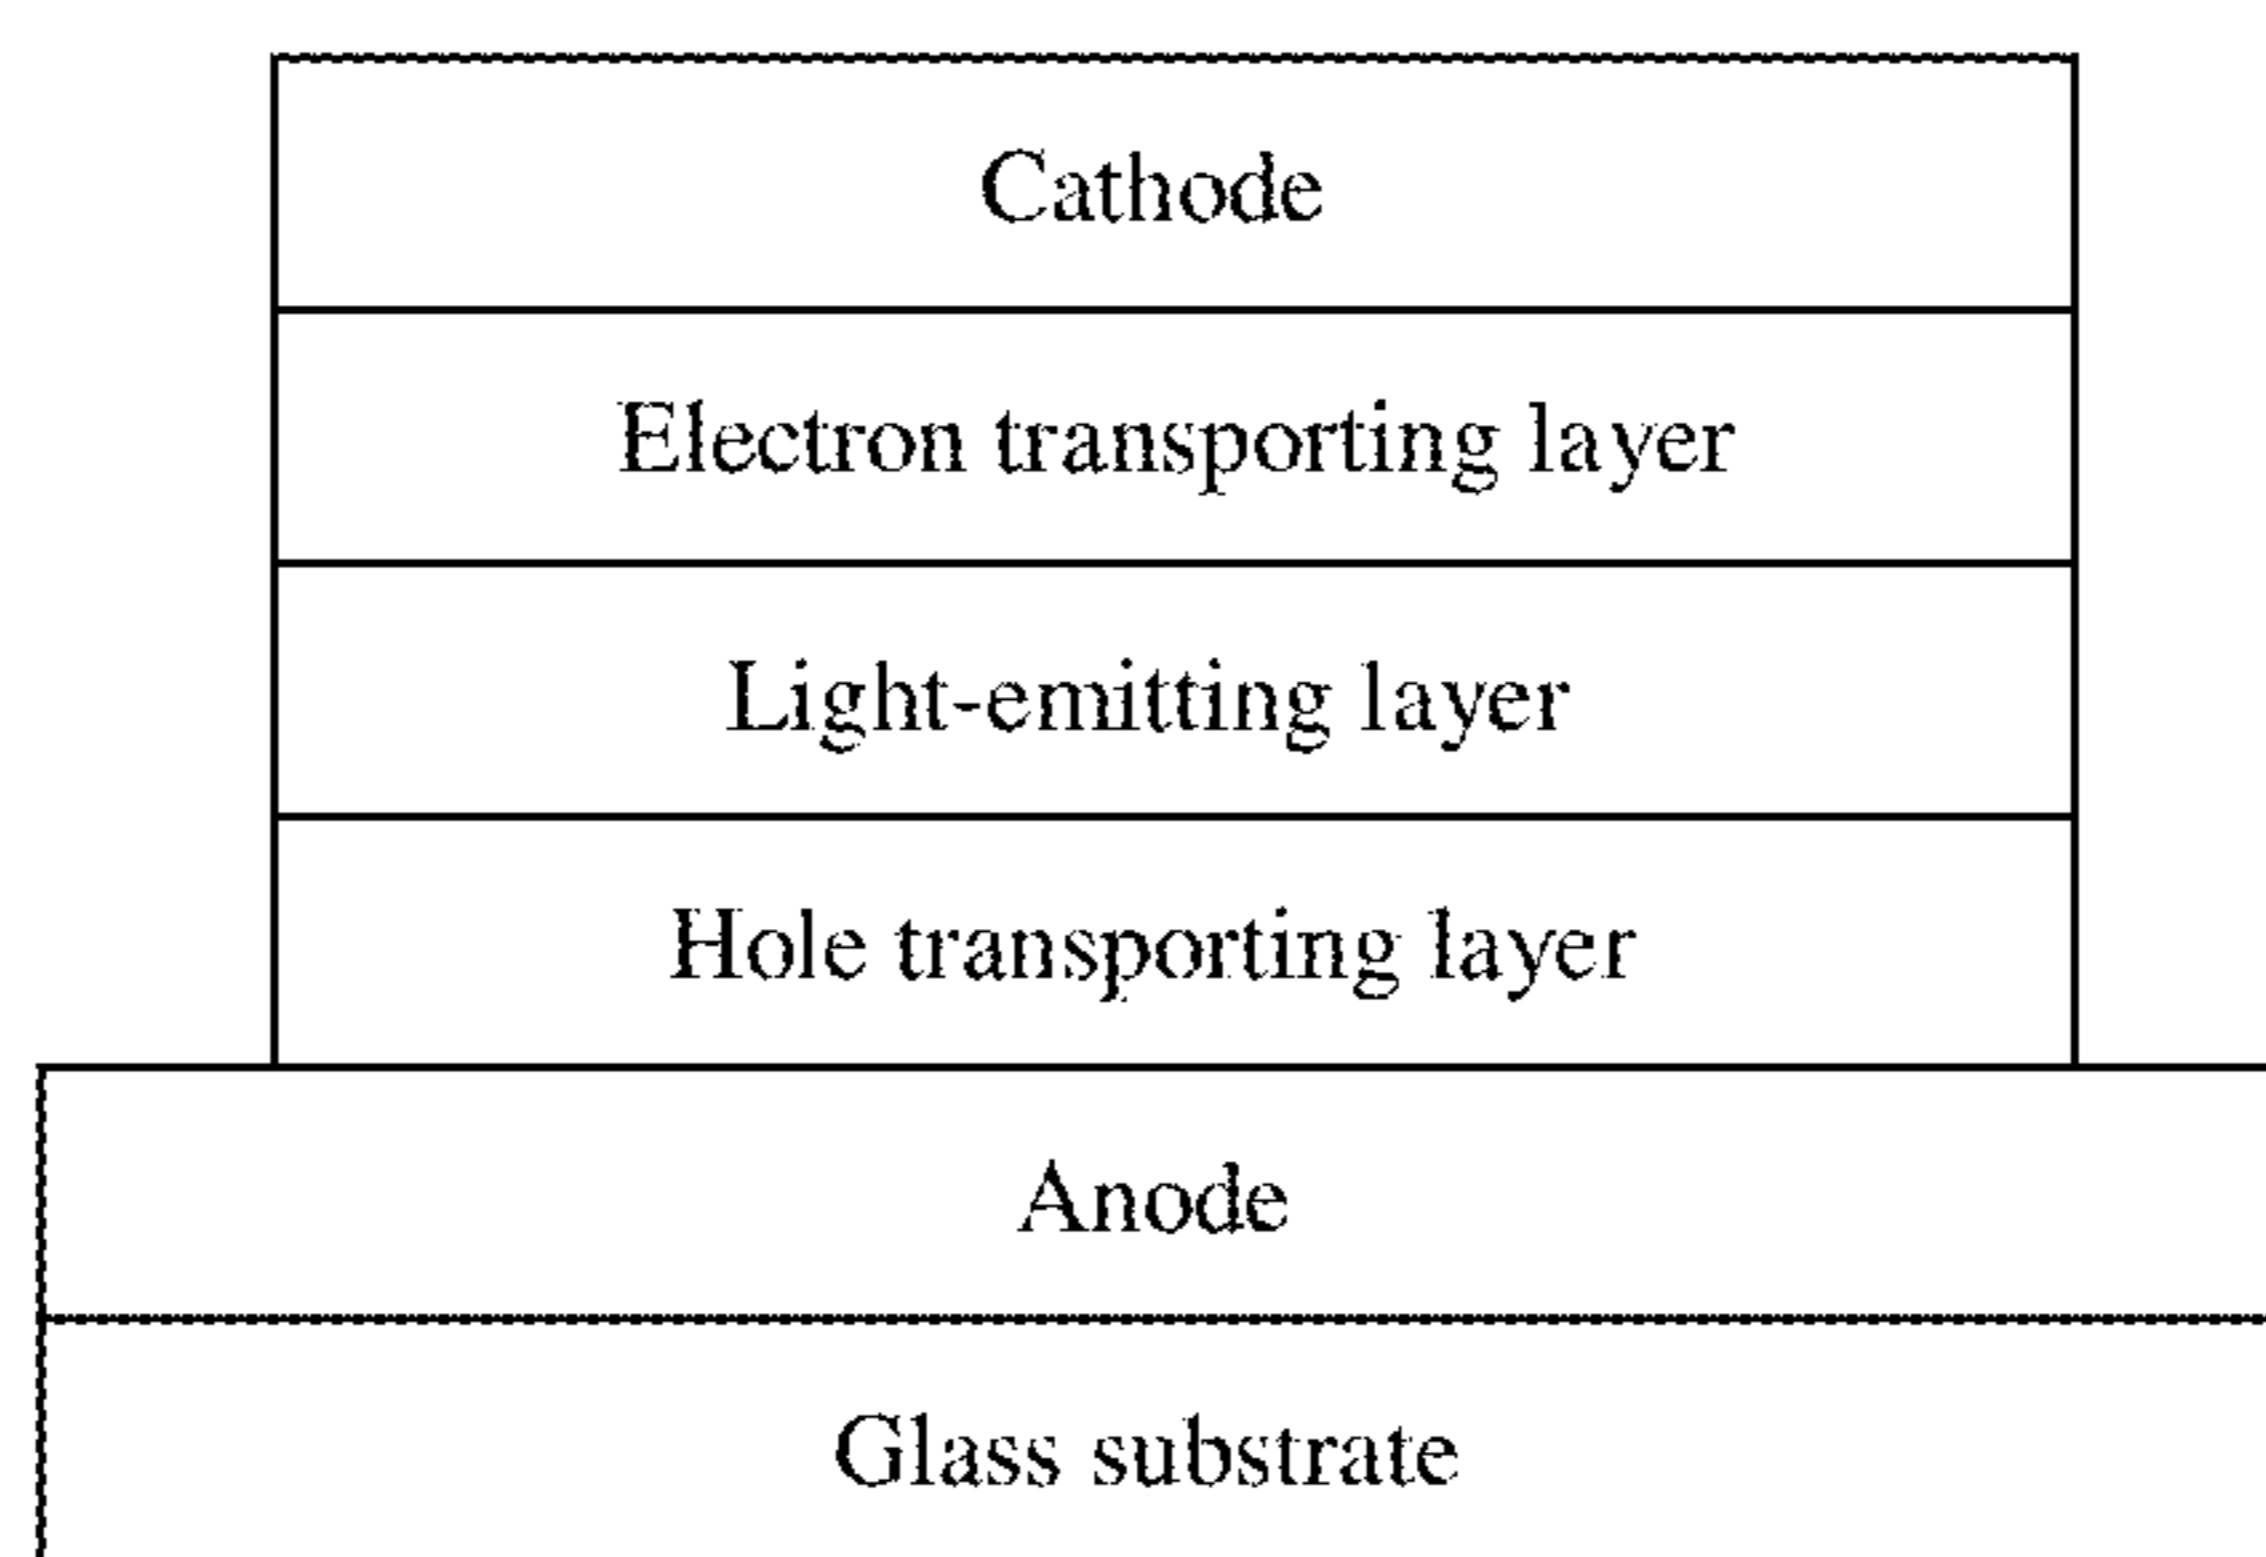 Cathode
Electron transporting layer
Light-emitting layer
Hole transporting layer
Anode
Glass substrate